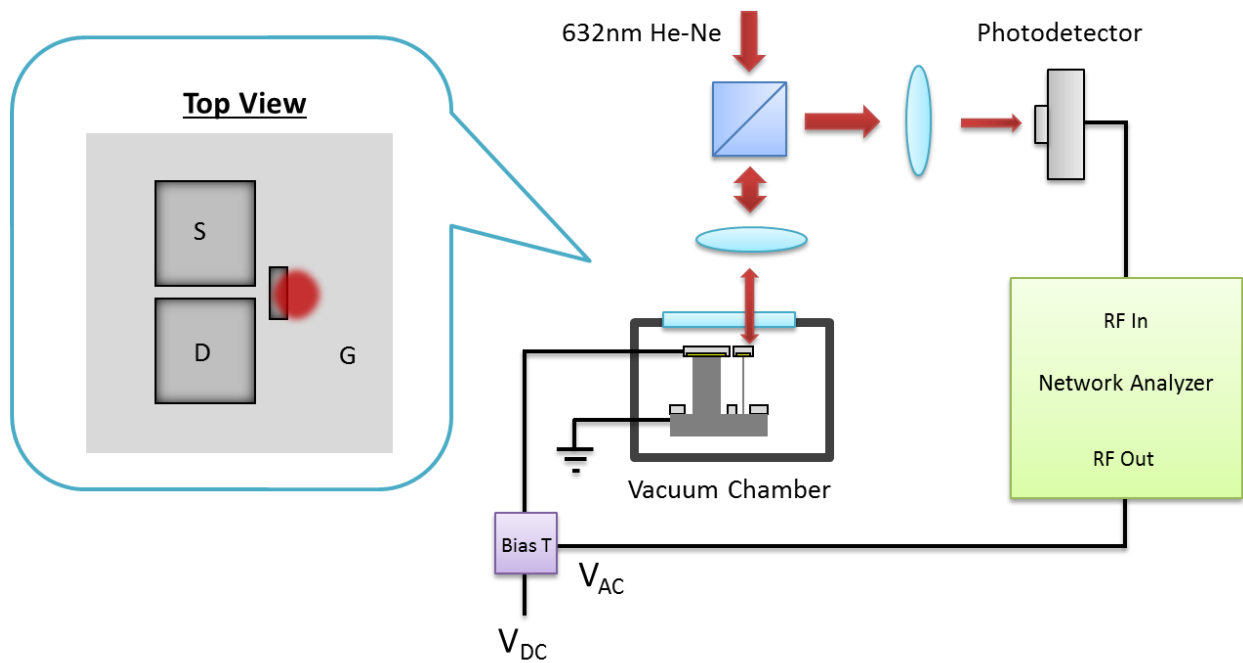 632nm He-Ne
Photodetector
Top View
S
D
G
RF In
Network Analyzer
RF Out
Vacuum Chamber
Bias T
VAC
VDC